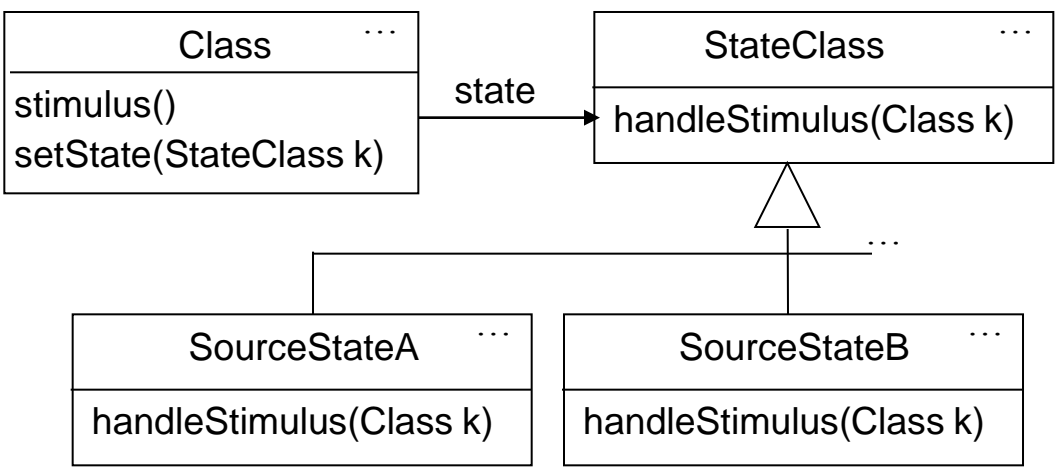 Class ...
stimulus()
setState(StateClass k)
state
StateClass ...
handleStimulus(Class k)
...
SourceStateA ...
handleStimulus(Class k)
SourceStateB ...
handleStimulus(Class k)